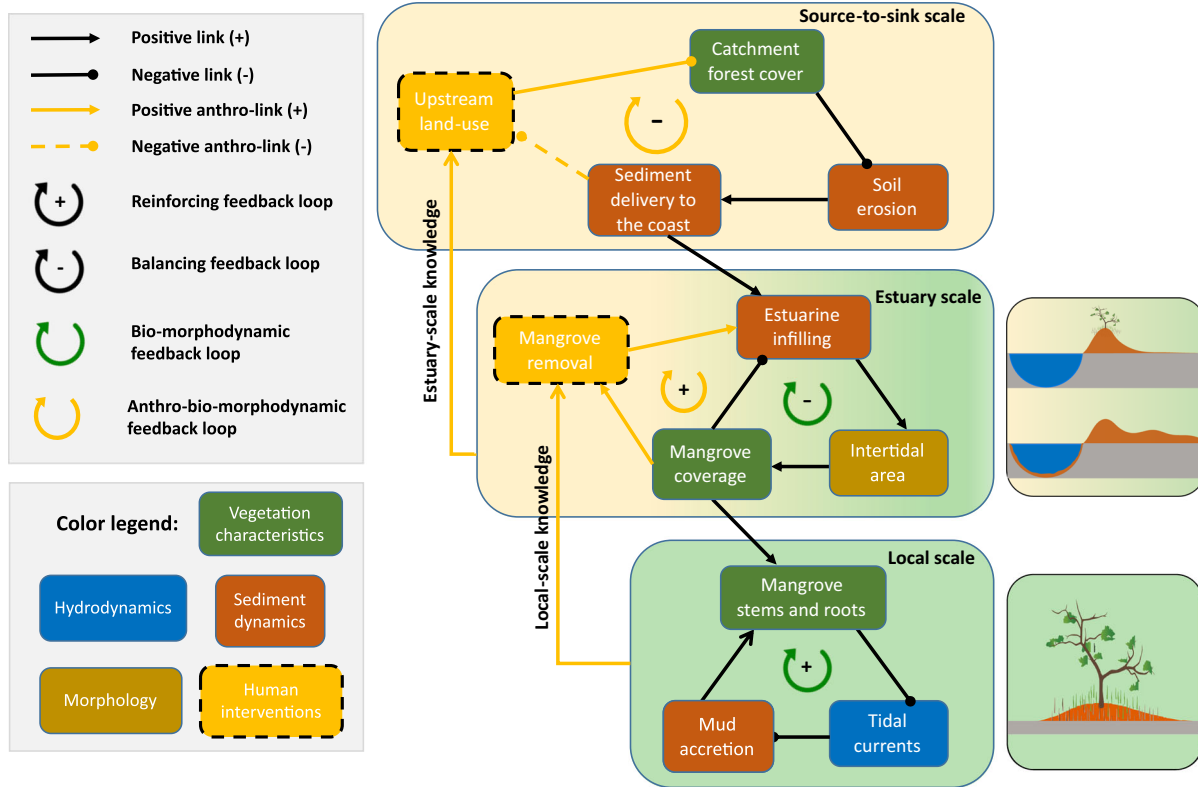 Positive link (+)
Negative link (-)
Positive anthro-link (+)
Negative anthro-link (-)
+
Reinforcing feedback loop
-
Balancing feedback loop
Bio-morphodynamic
feedback loop
Anthro-bio-morphodynamic
feedback loop
Color legend:
Vegetation
characteristics
Hydrodynamics
Sediment
dynamics
Morphology
Human
interventions
Source-to-sink scale
Catchment
forest cover
Upstream
land-use
–
Sediment
delivery to
the coast
Soil
erosion
Estuary-scale knowledge
Estuary scale
Estuarine
infilling
Mangrove
removal
+
–
Mangrove
coverage
Intertidal
area
Local-scale knowledge
Local scale
Mangrove
stems and roots
+
Mud
accretion
Tidal
currents